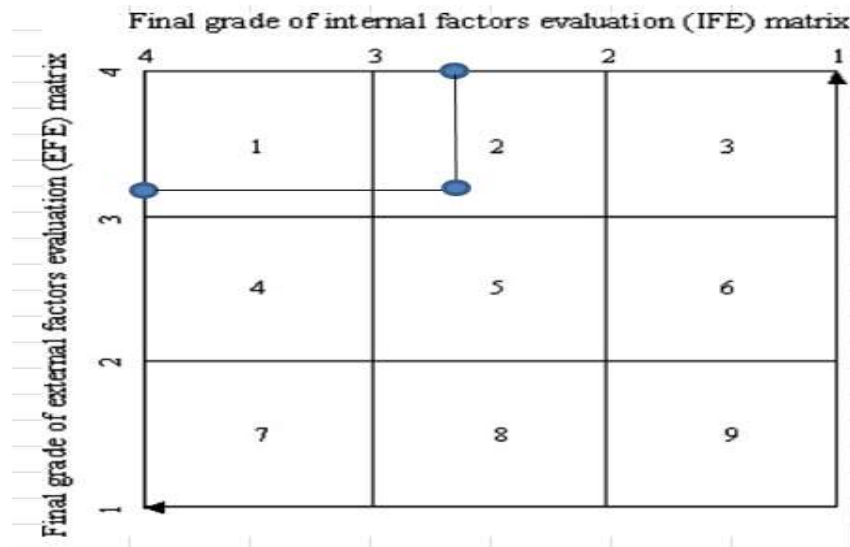 Final grade of internal factors evaluation (IFE) matrix
4 3 2 1
Final grade of external factors evaluation (EFE) matrix
4
3
2
1
1 2 3
4 5 6
7 8 9